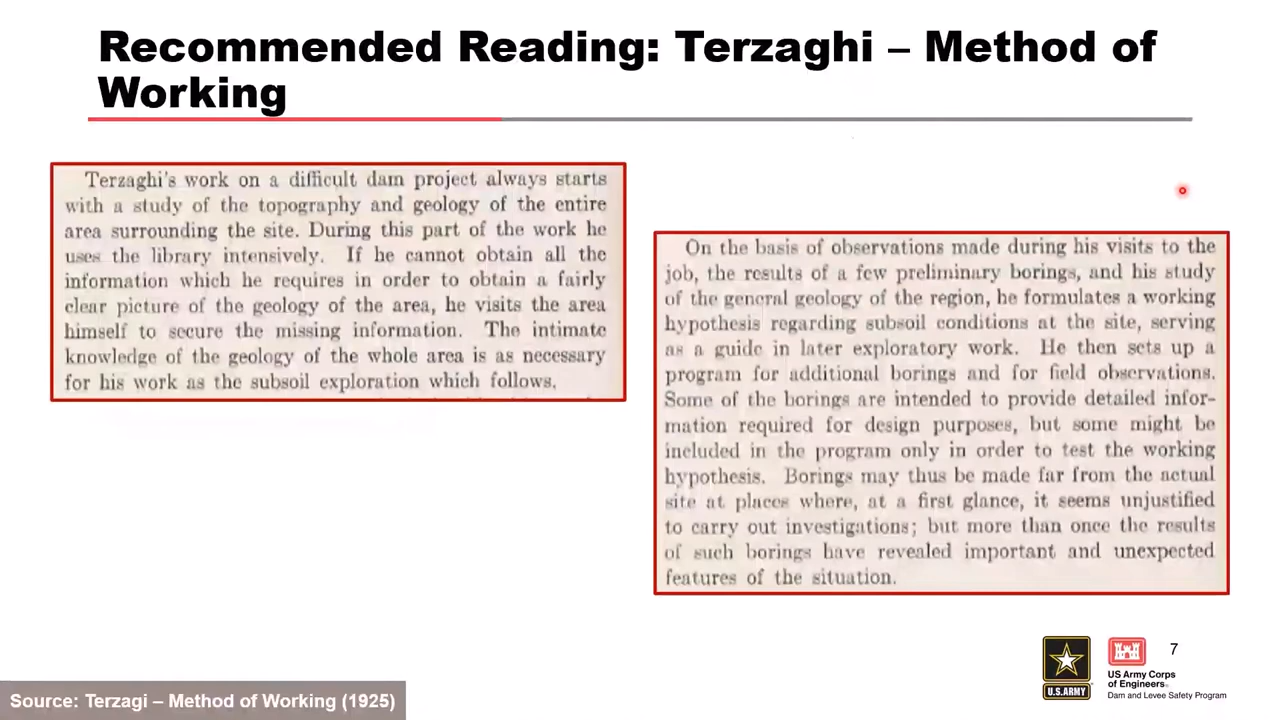 Recommended Reading: Terzaghi – Method of
Working
Terzaghi's work on a difficult dam project always starts
with a study of the topography and geology of the entire
area surrounding the site. During this part of the work he
uses the library intensively. If he cannot obtain all the
information which he requires in order to obtain a fairly
clear picture of the geology of the area, he visits the area
himself to secure the missing information. The intimate
knowledge of the geology of the whole area is as necessary
for his work as the subsoil exploration which follows.
On the basis of observations made during his visits to the
job, the results of a few preliminary borings, and his study
of the general geology of the region, he formulates a working
hypothesis regarding subsoil conditions at the site, serving
as a guide in later exploratory work. He then sets up a
program for additional borings and for field observations.
Some of the borings are intended to provide detailed infor-
mation required for design purposes, but some might be
included in the program only in order to test the working
hypothesis. Borings may thus be made far from the actual
site at places where, at a first glance, it seems unjustified
to carry out investigations; but more than once the results
of such borings have revealed important and unexpected
features of the situation.
7
U.S.ARMY
US Army Corps
of Engineers®
Dam and Levee Safety Program
Source: Terzagi – Method of Working (1925)